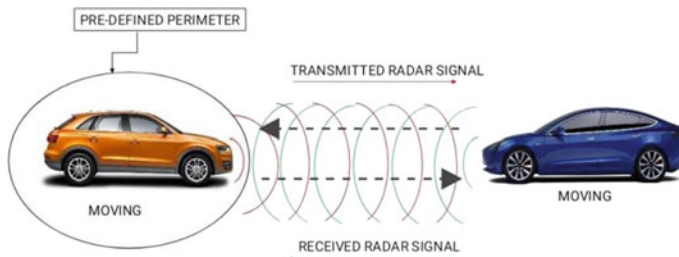 PRE-DEFINED PERIMETER
TRANSMITTED RADAR SIGNAL
MOVING
MOVING
RECEIVED RADAR SIGNAL